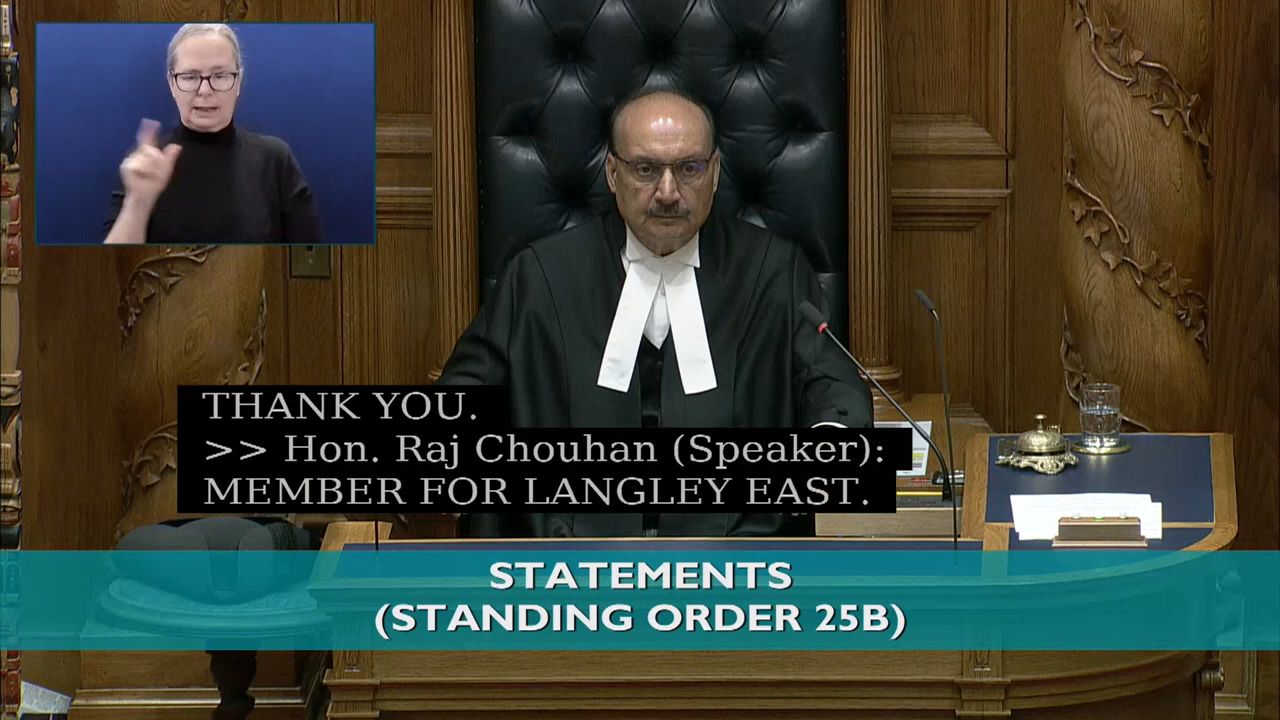 THANK YOU.
>> Hon. Raj Chouhan (Speaker):
MEMBER FOR LANGLEY EAST.
STATEMENTS
(STANDING ORDER 25B)